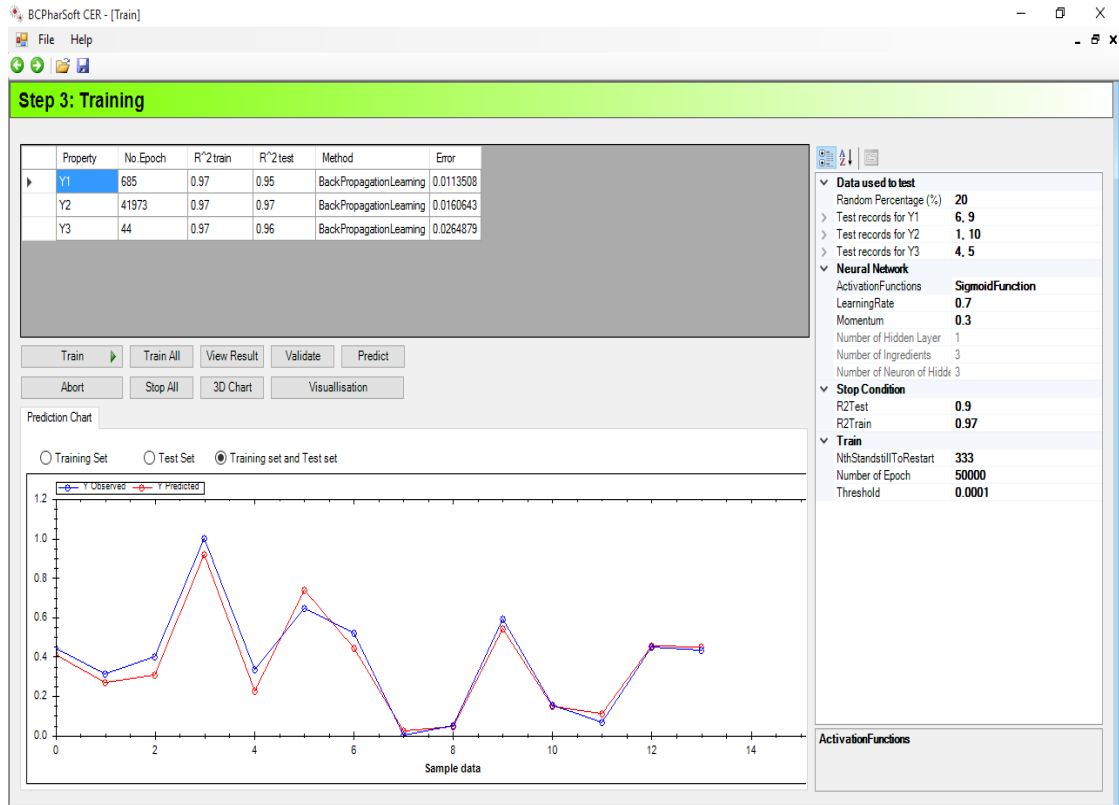 BCPharSoft CER - [Train]
File Help
Step 3: Training
Property No.Epoch R^2 train R^2 test Method Error
Y1 685 0.97 0.95 BackPropagationLearning 0.0113508
Y2 41973 0.97 0.97 BackPropagationLearning 0.0160643
Y3 44 0.97 0.96 BackPropagationLearning 0.0264879
Train Train All View Result Validate Predict
Abort Stop All 3D Chart Visuallisation
Prediction Chart
Training Set Test Set Training set and Test set
Y Observed Y Predicted
1.2
1.0
0.8
0.6
0.4
0.2
0.0
0 2 4 6 8 10 12 14
Sample data
Data used to test
Random Percentage (%) 20
Test records for Y1 6, 9
Test records for Y2 1, 10
Test records for Y3 4, 5
Neural Network
ActivationFunctions SigmoidFunction
LearningRate 0.7
Momentum 0.3
Number of Hidden Layer 1
Number of Ingredients 3
Number of Neuron of Hidde 3
Stop Condition
R2Test 0.9
R2Train 0.97
Train
NthStandstillToRestart 333
Number of Epoch 50000
Threshold 0.0001
ActivationFunctions